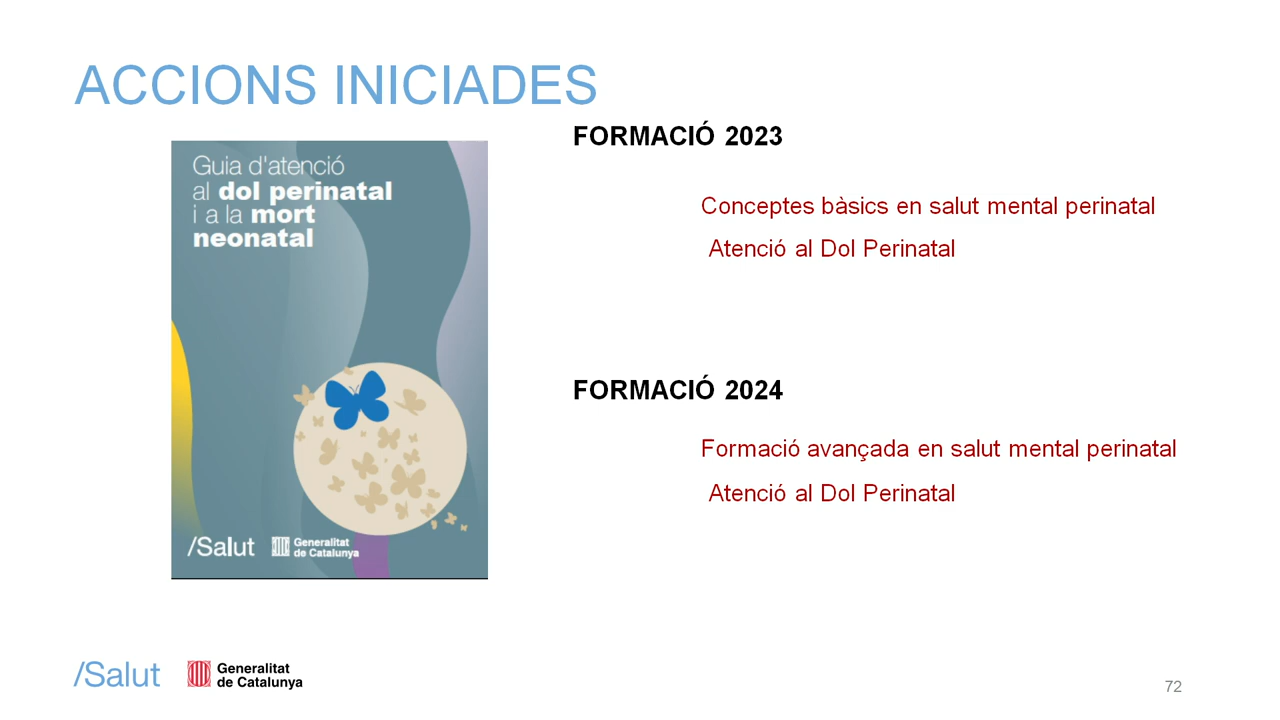 ACCIONS INICIADES
Guia d'atenció
al dol perinatal
i a la mort
neonatal
/Salut
Generalitat
de Catalunya
FORMACIÓ 2023
Conceptes bàsics en salut mental perinatal
Atenció al Dol Perinatal
FORMACIÓ 2024
Formació avançada en salut mental perinatal
Atenció al Dol Perinatal
/Salut
Generalitat
de Catalunya
72